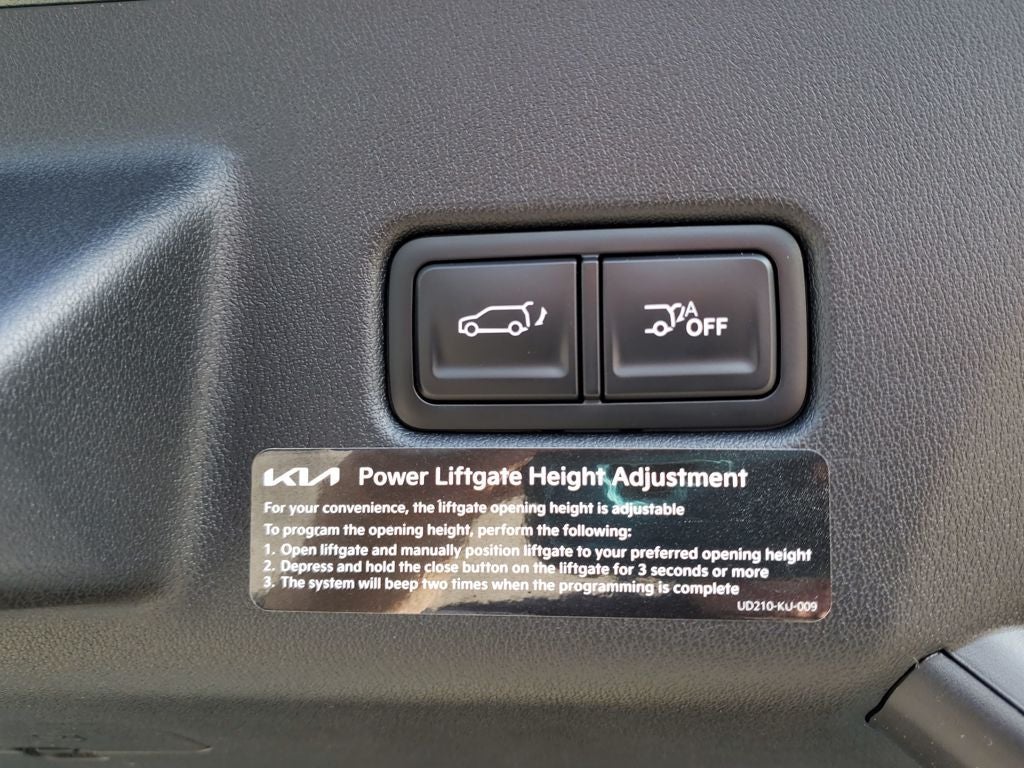 A
OFF
KIA Power Liftgate Height Adjustment
For your convenience, the liftgate opening height is adjustable
To program the opening height, perform the following:
1. Open liftgate and manually position liftgate to your preferred opening height
2. Depress and hold the close button on the liftgate for 3 seconds or more
3. The system will beep two times when the programming is complete
UD210-KU-009